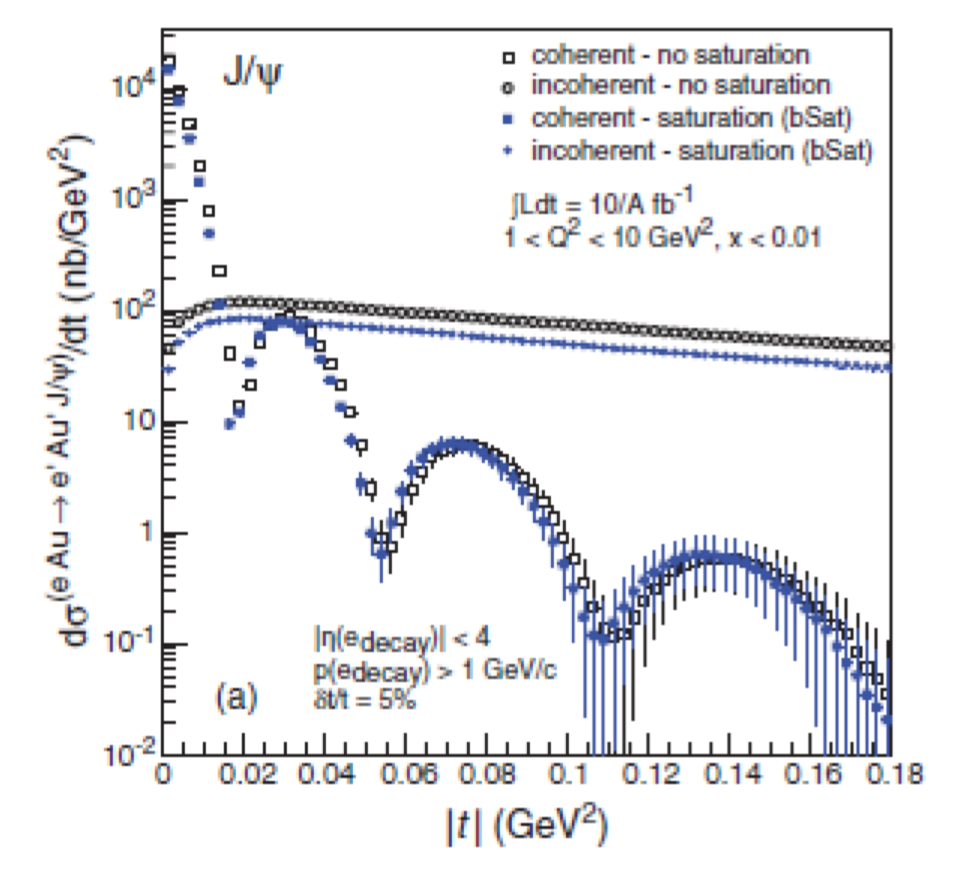 J/ψ
coherent - no saturation
incoherent - no saturation
coherent - saturation (bSat)
incoherent - saturation (bSat)
∫Ldt = 10/A fb⁻¹
1 < Q² < 10 GeV², x < 0.01
|η(e_decay)| < 4
p(e_decay) > 1 GeV/c
δt/t = 5%
(a)
dσ^(e Au → e' Au' J/ψ)/dt (nb/GeV²)
10⁴
10³
10²
10
1
10⁻¹
10⁻²
0 0.02 0.04 0.06 0.08 0.1 0.12 0.14 0.16 0.18
|t| (GeV²)